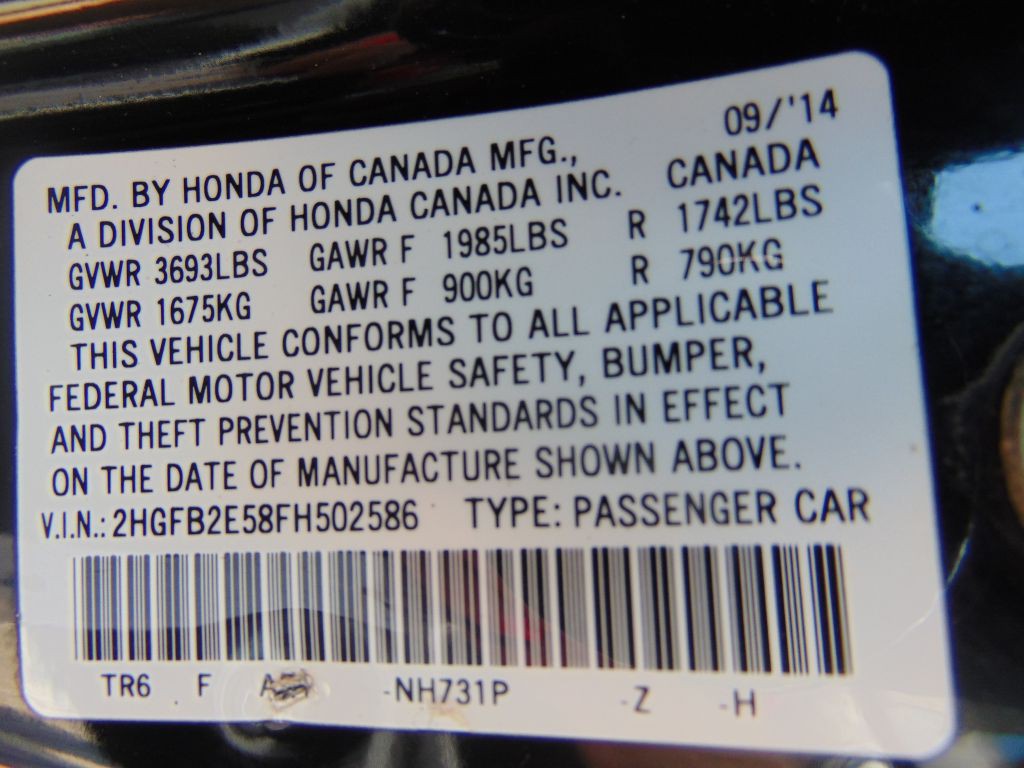 09/'14
MFD. BY HONDA OF CANADA MFG.,
A DIVISION OF HONDA CANADA INC. CANADA
GVWR 3693LBS GAWR F 1985LBS R 1742LBS
GVWR 1675KG GAWR F 900KG R 790KG
THIS VEHICLE CONFORMS TO ALL APPLICABLE
FEDERAL MOTOR VEHICLE SAFETY, BUMPER,
AND THEFT PREVENTION STANDARDS IN EFFECT
ON THE DATE OF MANUFACTURE SHOWN ABOVE.
V.I.N.: 2HGFB2E58FH502586 TYPE: PASSENGER CAR
TR6 F -NH731P -Z -H